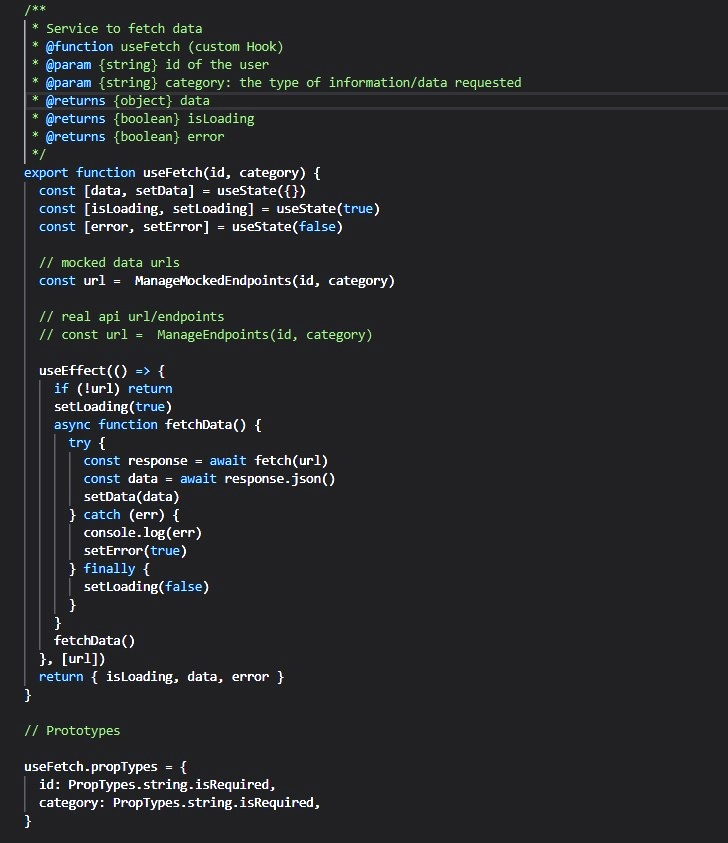 /**
 * Service to fetch data
 * @function useFetch (custom Hook)
 * @param {string} id of the user
 * @param {string} category: the type of information/data requested
 * @returns {object} data
 * @returns {boolean} isLoading
 * @returns {boolean} error
 */
export function useFetch(id, category) {
  const [data, setData] = useState({})
  const [isLoading, setLoading] = useState(true)
  const [error, setError] = useState(false)

  // mocked data urls
  const url =  ManageMockedEndpoints(id, category)

  // real api url/endpoints
  // const url =  ManageEndpoints(id, category)

  useEffect(() => {
    if (!url) return
    setLoading(true)
    async function fetchData() {
      try {
        const response = await fetch(url)
        const data = await response.json()
        setData(data)
      } catch (err) {
        console.log(err)
        setError(true)
      } finally {
        setLoading(false)
      }
    }
    fetchData()
  }, [url])
  return { isLoading, data, error }
}

// Prototypes

useFetch.propTypes = {
  id: PropTypes.string.isRequired,
  category: PropTypes.string.isRequired,
}